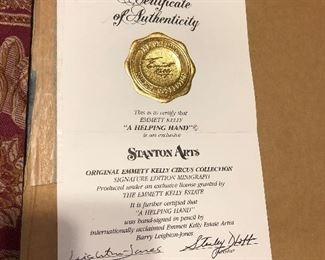 Certificate
of Authenticity
This is to certify that
EMMETT KELLY
"A HELPING HAND"©
is an exclusive
STANTON ARTS
ORIGINAL EMMETT KELLY CIRCUS COLLECTION
SIGNATURE EDITION MINIGRAPH
Produced under an exclusive license granted by
THE EMMETT KELLY ESTATE
It is further certified that
"A HELPING HAND"
was hand-signed in pencil by
internationally acclaimed Emmett Kelly Estate Artist
Barry Leighton-Jones
Leighton-Jones